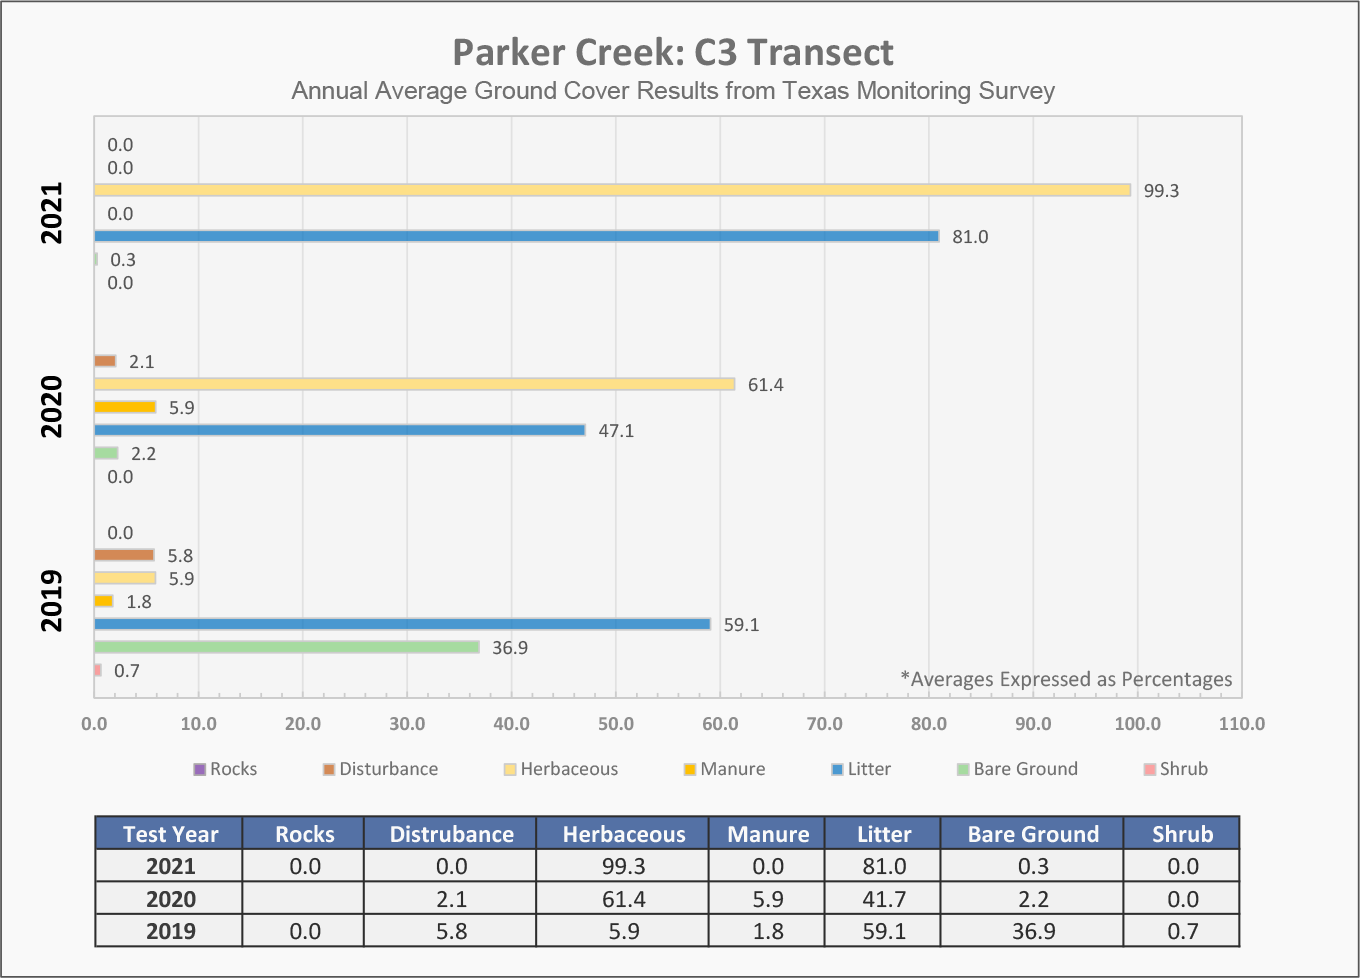 Parker Creek: C3 Transect
Annual Average Ground Cover Results from Texas Monitoring Survey
2021
0.0
0.0
99.3
0.0
81.0
0.3
0.0
2020
2.1
61.4
5.9
47.1
2.2
0.0
2019
0.0
5.8
5.9
1.8
59.1
36.9
0.7
*Averages Expressed as Percentages
0.0 10.0 20.0 30.0 40.0 50.0 60.0 70.0 80.0 90.0 100.0 110.0
Rocks Disturbance Herbaceous Manure Litter Bare Ground Shrub
Test Year Rocks Distrubance Herbaceous Manure Litter Bare Ground Shrub
2021 0.0 0.0 99.3 0.0 81.0 0.3 0.0
2020 2.1 61.4 5.9 41.7 2.2 0.0
2019 0.0 5.8 5.9 1.8 59.1 36.9 0.7